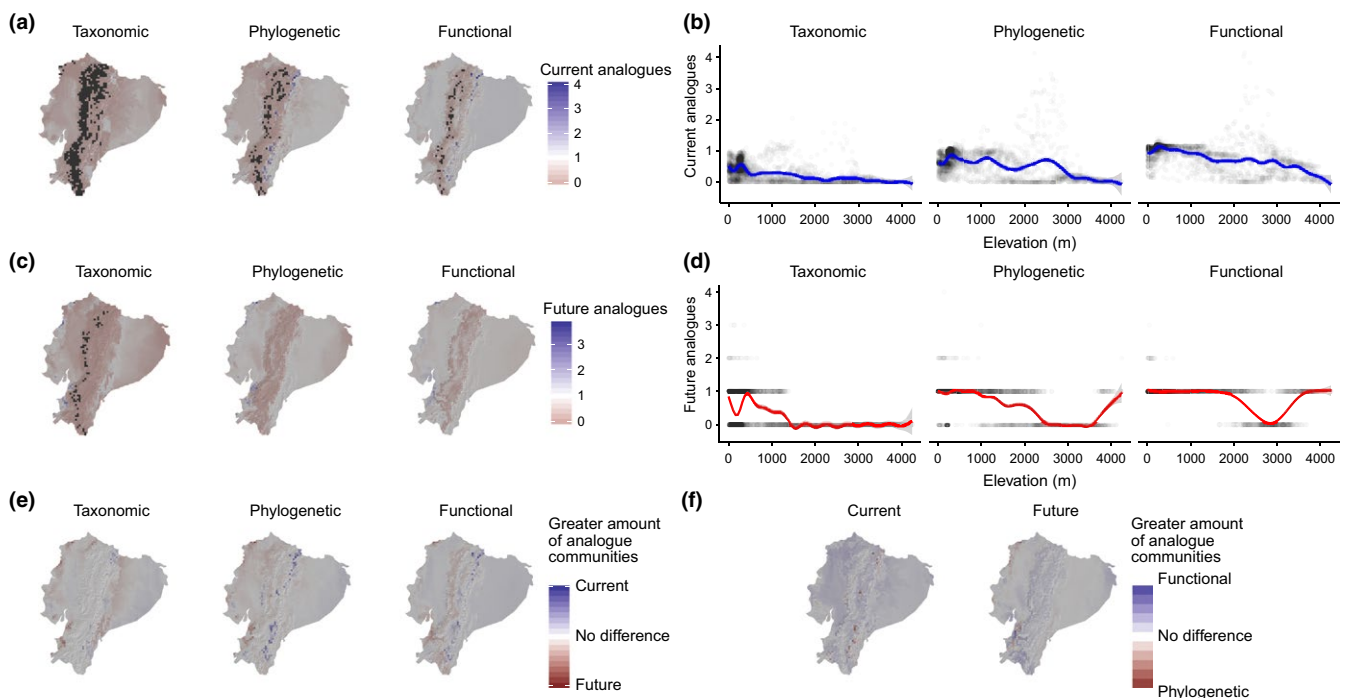 (a)
Taxonomic
Phylogenetic
Functional
Current analogues
4
3
2
1
0
(b)
Taxonomic
Phylogenetic
Functional
Current analogues
4
3
2
1
0
0 1000 2000 3000 4000
0 1000 2000 3000 4000
0 1000 2000 3000 4000
Elevation (m)
(c)
Taxonomic
Phylogenetic
Functional
Future analogues
3
2
1
0
(d)
Taxonomic
Phylogenetic
Functional
Future analogues
4
3
2
1
0
0 1000 2000 3000 4000
0 1000 2000 3000 4000
0 1000 2000 3000 4000
Elevation (m)
(e)
Taxonomic
Phylogenetic
Functional
Greater amount
of analogue
communities
Current
No difference
Future
(f)
Current
Future
Greater amount
of analogue
communities
Functional
No difference
Phylogenetic